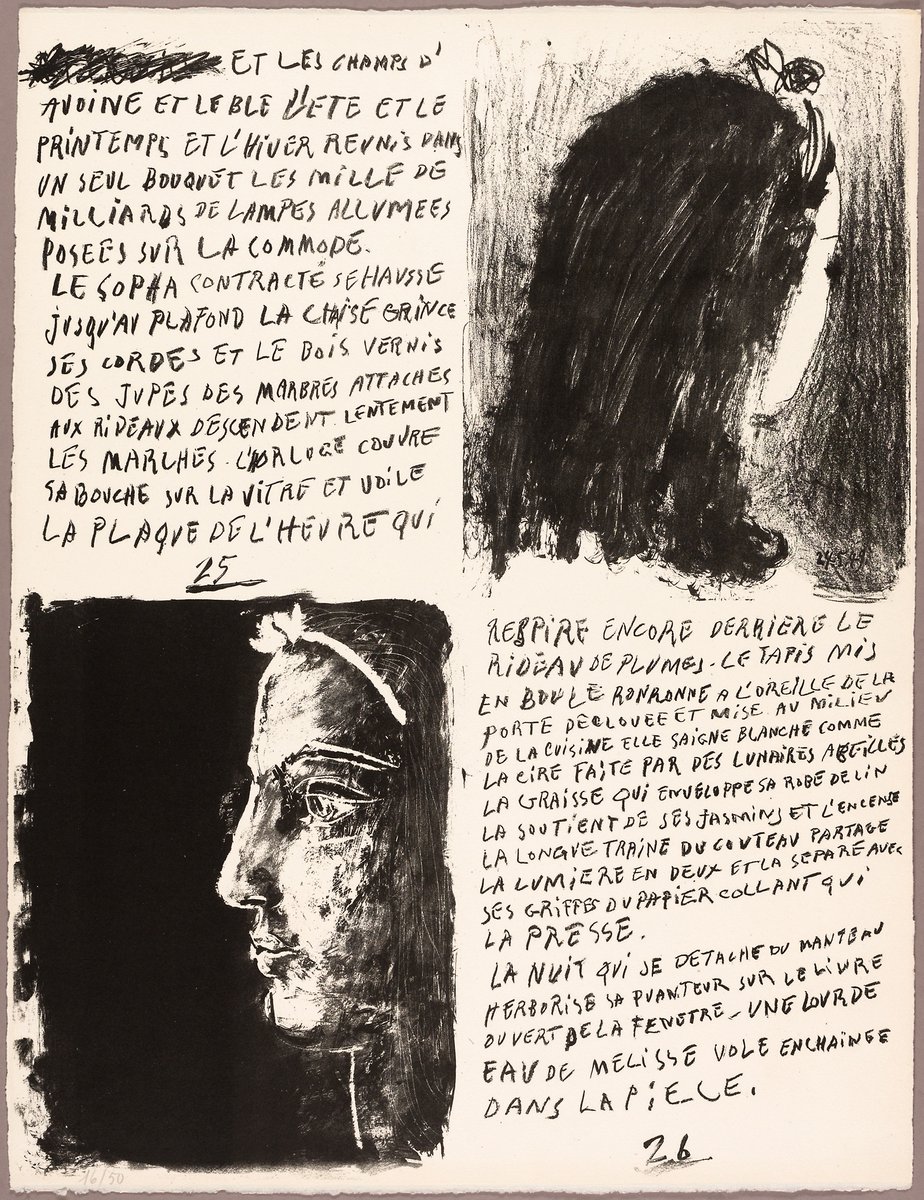 ET LES CHAMPS D'
AVOINE ET LE BLE L'ETE ET LE
PRINTEMPS ET L'HIVER REUNIS DANS
UN SEUL BOUQUET LES MILLE DE
MILLIARDS DE LAMPES ALLUMEES
POSEES SUR LA COMMODE.
LE SOPHA CONTRACTÉ SE HAUSSE
JUSQU'AU PLAFOND LA CHAISE GRINCE
SES CORDES ET LE BOIS VERNIS
DES JUPES DES MARBRES ATTACHES
AUX RIDEAUX DESCENDENT LENTEMENT
LES MARCHES. L'ORLOGE COUVRE
SA BOUCHE SUR LA VITRE ET VOILE
LA PLAQUE DE L'HEURE QUI
25
RESPIRE ENCORE DERRIERE LE
RIDEAU DE PLUMES. LE TAPIS MIS
EN BOULE RONRONNE A L'OREILLE DE LA
PORTE DECLOUEE ET MISE AU MILIEU
DE LA CUISINE ELLE SAIGNE BLANCHE COMME
LA CIRE FAITE PAR DES LUNAIRES ABEILLES
LA GRAISSE QUI ENVELOPPE SA ROBE DE LIN
LA SOUTIENT DE SES JASMINS ET L'ENCENSE
LA LONGUE TRAINE DU COUTEAU PARTAGE
LA LUMIERE EN DEUX ET LA SEPARE AVEC
SES GRIFFES DU PAPIER COLLANT QUI
LA PRESSE.
LA NUIT QUI SE DETACHE DU MANTEAU
HERBORISE SA PUANTEUR SUR LE LIVRE
OUVERT DE LA FENETRE_ UNE LOURDE
EAU DE MELISSE VOLE ENCHAINEE
DANS LA PIECE.
26
16/50